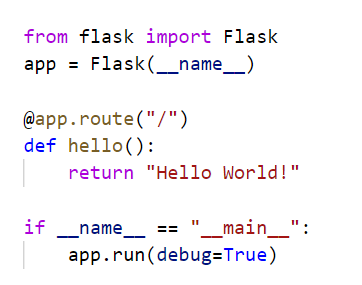 from flask import Flask
app = Flask(__name__)

@app.route("/")
def hello():
    return "Hello World!"

if __name__ == "__main__":
    app.run(debug=True)